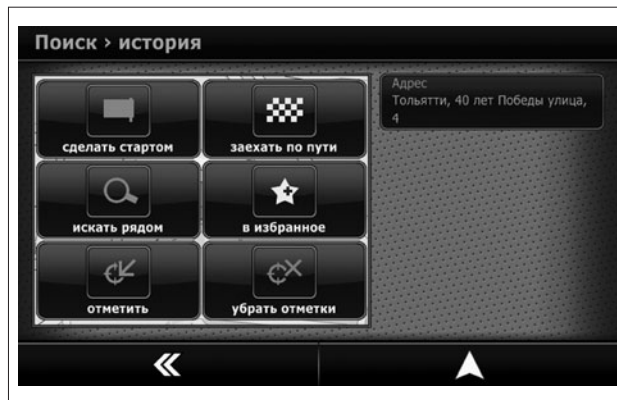 Поиск › история
сделать стартом
заехать по пути
Адрес
Тольятти, 40 лет Победы улица,
4
искать рядом
в избранное
отметить
убрать отметки